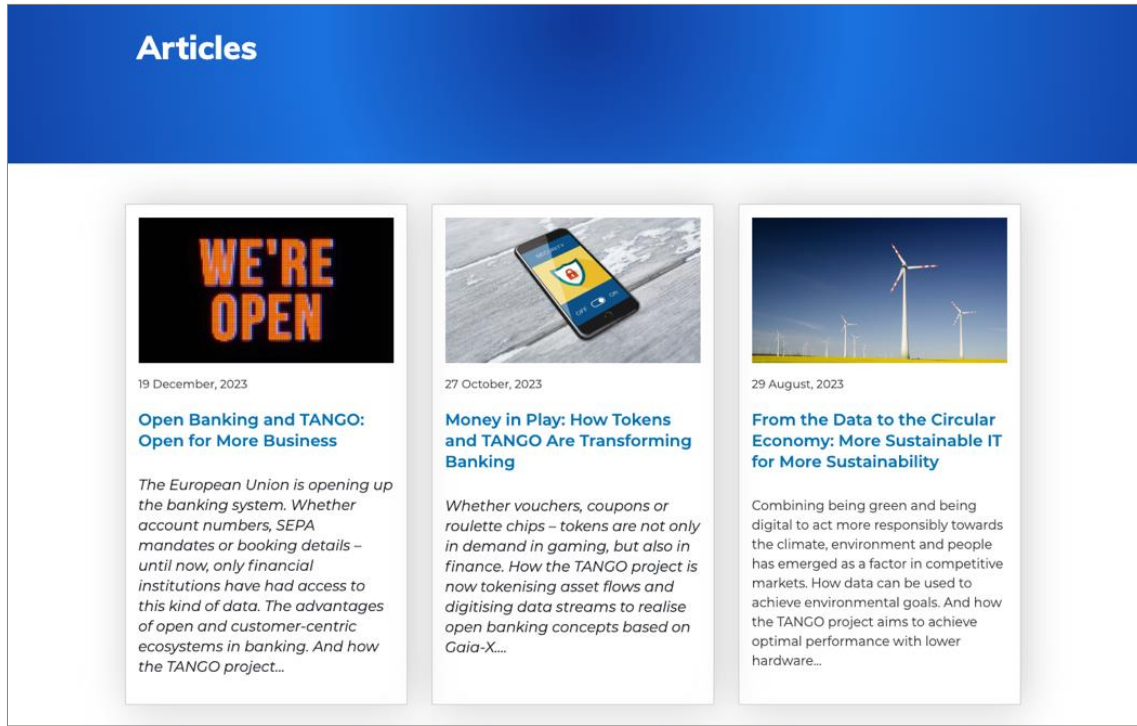 Articles
WE'RE
OPEN
SECURITY
OFF
ON
19 December, 2023
Open Banking and TANGO:
Open for More Business
The European Union is opening up
the banking system. Whether
account numbers, SEPA
mandates or booking details –
until now, only financial
institutions have had access to
this kind of data. The advantages
of open and customer-centric
ecosystems in banking. And how
the TANGO project...
27 October, 2023
Money in Play: How Tokens
and TANGO Are Transforming
Banking
Whether vouchers, coupons or
roulette chips – tokens are not only
in demand in gaming, but also in
finance. How the TANGO project is
now tokenising asset flows and
digitising data streams to realise
open banking concepts based on
Gaia-X....
29 August, 2023
From the Data to the Circular
Economy: More Sustainable IT
for More Sustainability
Combining being green and being
digital to act more responsibly towards
the climate, environment and people
has emerged as a factor in competitive
markets. How data can be used to
achieve environmental goals. And how
the TANGO project aims to achieve
optimal performance with lower
hardware...